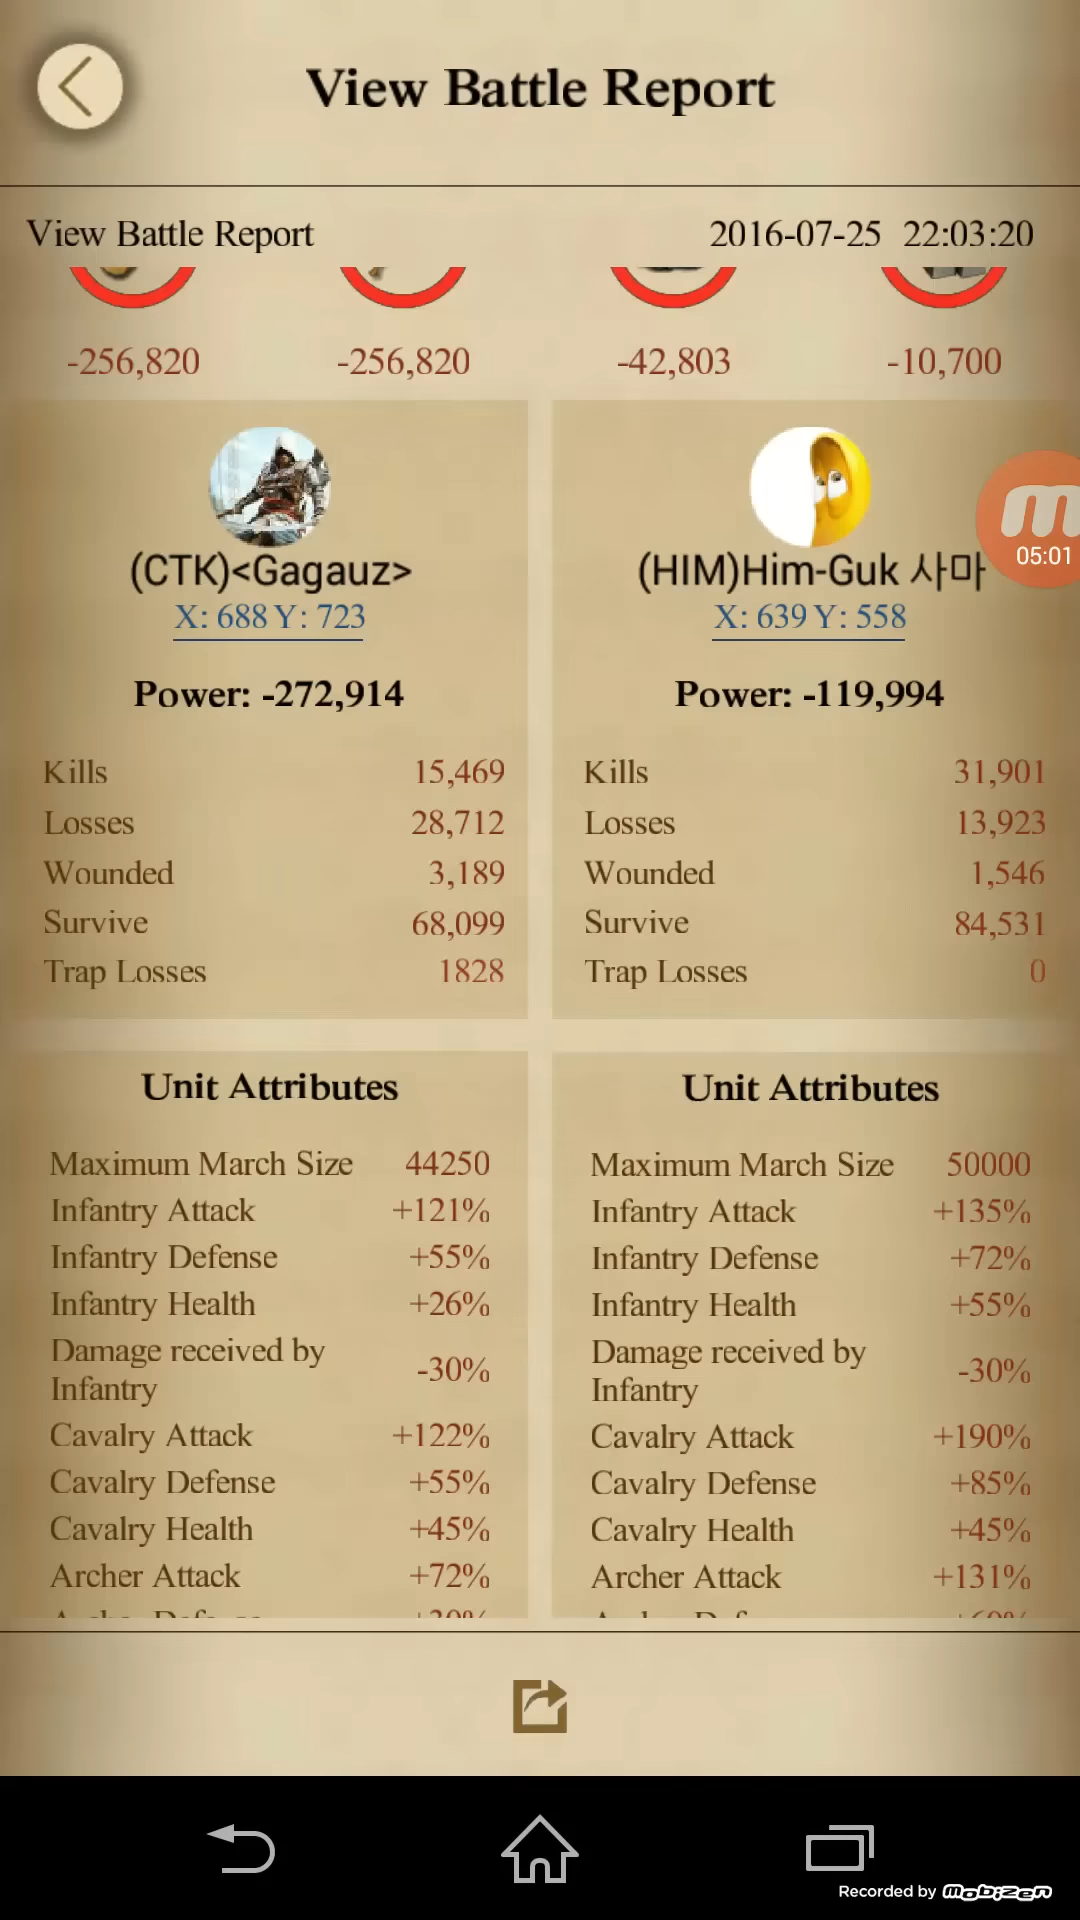 View Battle Report
View Battle Report 2016-07-25 22:03:20
-256,820 -256,820 -42,803 -10,700
(CTK)<Gagauz> (HIM)Him-Guk 사마
X: 688 Y: 723 X: 639 Y: 558
05:01
Power: -272,914 Power: -119,994
Kills 15,469 Kills 31,901
Losses 28,712 Losses 13,923
Wounded 3,189 Wounded 1,546
Survive 68,099 Survive 84,531
Trap Losses 1828 Trap Losses 0
Unit Attributes Unit Attributes
Maximum March Size 44250 Maximum March Size 50000
Infantry Attack +121% Infantry Attack +135%
Infantry Defense +55% Infantry Defense +72%
Infantry Health +26% Infantry Health +55%
Damage received by Infantry -30% Damage received by Infantry -30%
Cavalry Attack +122% Cavalry Attack +190%
Cavalry Defense +55% Cavalry Defense +85%
Cavalry Health +45% Cavalry Health +45%
Archer Attack +72% Archer Attack +131%
Recorded by Mobizen